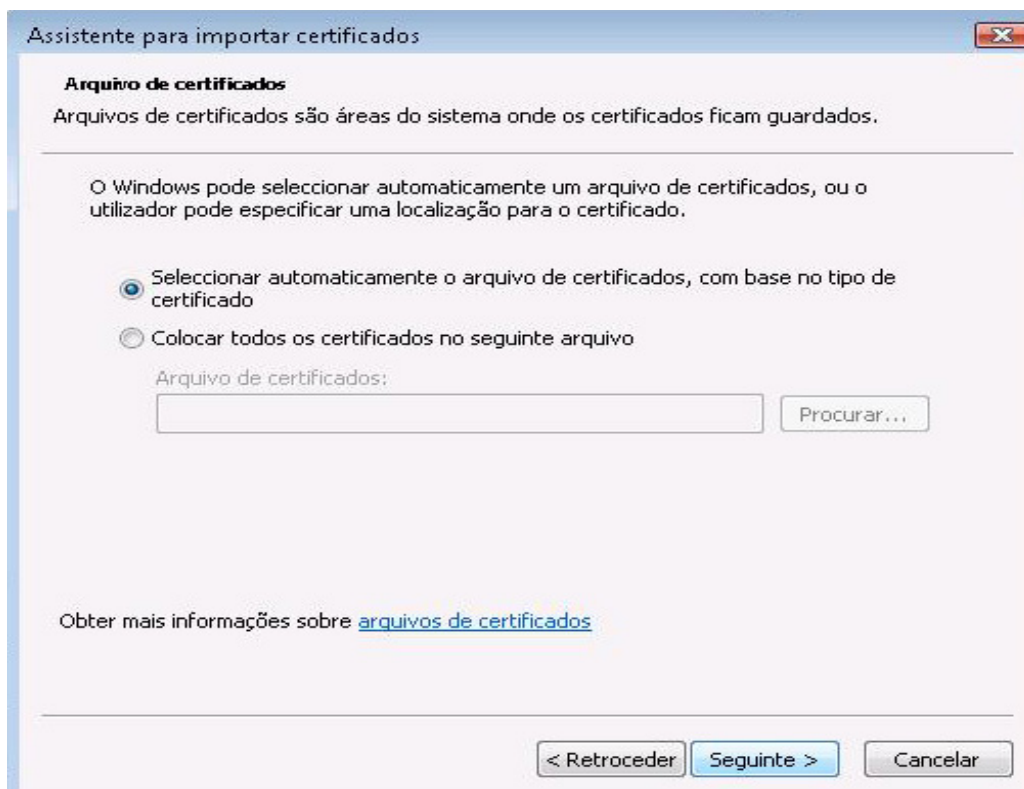 Assistente para importar certificados
Arquivo de certificados
Arquivos de certificados são áreas do sistema onde os certificados ficam guardados.
O Windows pode seleccionar automaticamente um arquivo de certificados, ou o
utilizador pode especificar uma localização para o certificado.
Seleccionar automaticamente o arquivo de certificados, com base no tipo de
certificado
Colocar todos os certificados no seguinte arquivo
Arquivo de certificados:
Procurar...
Obter mais informações sobre arquivos de certificados
< Retroceder Seguinte > Cancelar